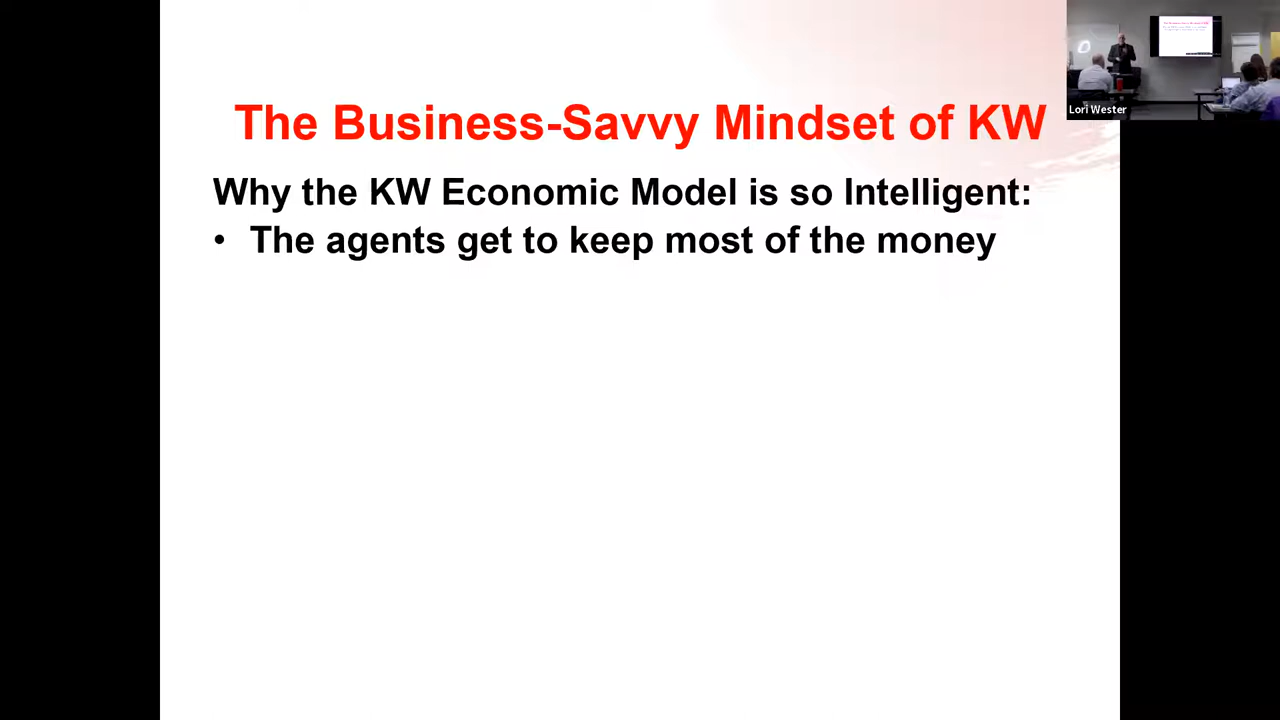 The Business-Savvy Mindset of KW
Why the KW Economic Model is so Intelligent:
• The agents get to keep most of the money
Lori Wester